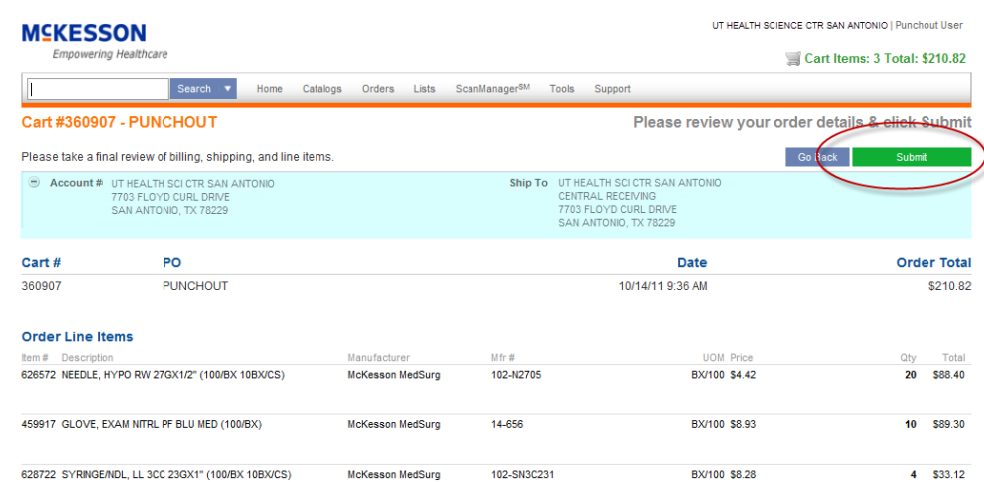 MCKESSON
Empowering Healthcare
UT HEALTH SCIENCE CTR SAN ANTONIO | Punchout User
Cart Items: 3 Total: $210.82
Search Home Catalogs Orders Lists ScanManager℠ Tools Support
Cart #360907 - PUNCHOUT
Please review your order details & click Submit
Please take a final review of billing, shipping, and line items.
Go Back Submit
Account # UT HEALTH SCI CTR SAN ANTONIO
7703 FLOYD CURL DRIVE
SAN ANTONIO, TX 78229
Ship To UT HEALTH SCI CTR SAN ANTONIO
CENTRAL RECEIVING
7703 FLOYD CURL DRIVE
SAN ANTONIO, TX 78229
Cart # PO Date Order Total
360907 PUNCHOUT 10/14/11 9:36 AM $210.82
Order Line Items
Item # Description Manufacturer Mfr # UOM Price Qty Total
626572 NEEDLE, HYPO RW 27GX1/2" (100/BX 10BX/CS) McKesson MedSurg 102-N2705 BX/100 $4.42 20 $88.40
459917 GLOVE, EXAM NITRL PF BLU MED (100/BX) McKesson MedSurg 14-656 BX/100 $8.93 10 $89.30
628722 SYRINGE/NDL, LL 3CC 23GX1" (100/BX 10BX/CS) McKesson MedSurg 102-SN3C231 BX/100 $8.28 4 $33.12